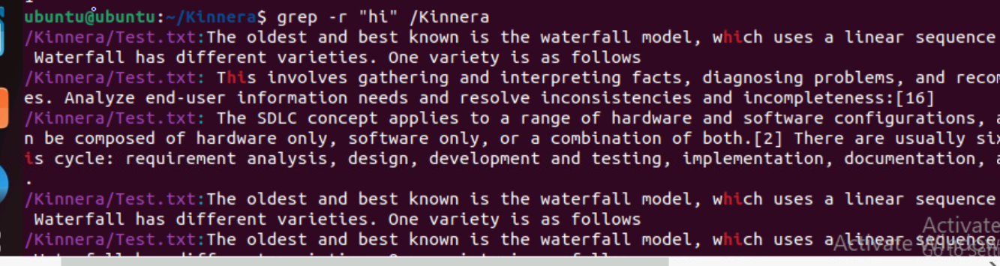 ubuntu@ubuntu:~/Kinnera$ grep -r "hi" /Kinnera
/Kinnera/Test.txt:The oldest and best known is the waterfall model, which uses a linear sequence
Waterfall has different varieties. One variety is as follows
/Kinnera/Test.txt: This involves gathering and interpreting facts, diagnosing problems, and recom
es. Analyze end-user information needs and resolve inconsistencies and incompleteness:[16]
/Kinnera/Test.txt: The SDLC concept applies to a range of hardware and software configurations, a
n be composed of hardware only, software only, or a combination of both.[2] There are usually six
is cycle: requirement analysis, design, development and testing, implementation, documentation, a
.
/Kinnera/Test.txt:The oldest and best known is the waterfall model, which uses a linear sequence
Waterfall has different varieties. One variety is as follows
Activate
/Kinnera/Test.txt:The oldest and best known is the waterfall model, which uses a linear sequence.
Activate Windows
Go to Sett